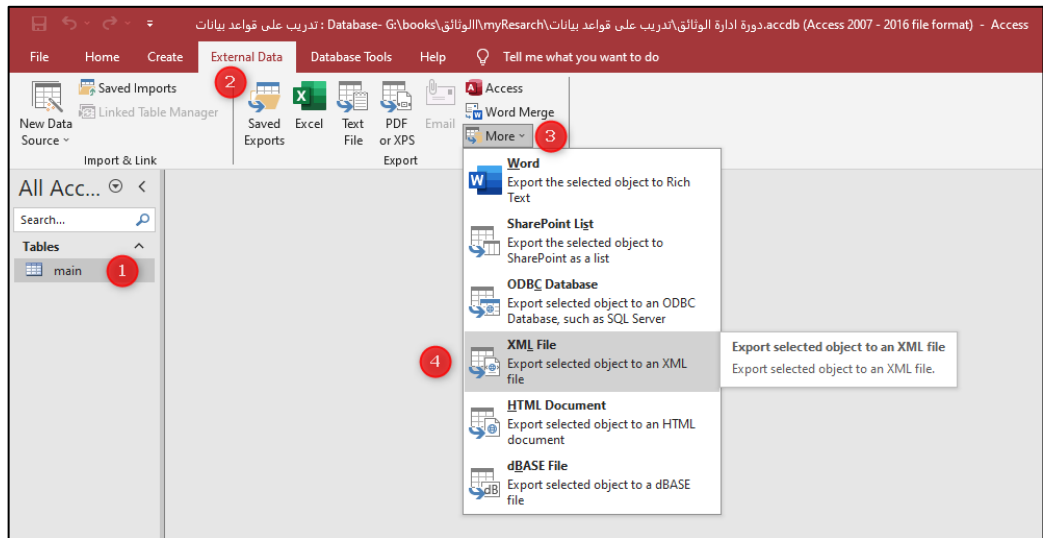 تدريب على قواعد بيانات : Database- G:\books\الوثائق\myResarch\دورة ادارة الوثائق\تدريب على قواعد بيانات.accdb (Access 2007 - 2016 file format) - Access
File Home Create External Data Database Tools Help Tell me what you want to do
2
New Data Source
Saved Imports
Linked Table Manager
Import & Link
Saved Exports
Excel
Text File
PDF or XPS
Email
Access
Word Merge
More 3
Export
All Acc...
Search...
Tables
main 1
Word
Export the selected object to Rich
Text
SharePoint List
Export the selected object to
SharePoint as a list
ODBC Database
Export selected object to an ODBC
Database, such as SQL Server
4
XML File
Export selected object to an XML
file
Export selected object to an XML file
Export selected object to an XML file.
HTML Document
Export selected object to an HTML
document
dBASE File
Export selected object to a dBASE
file
dB